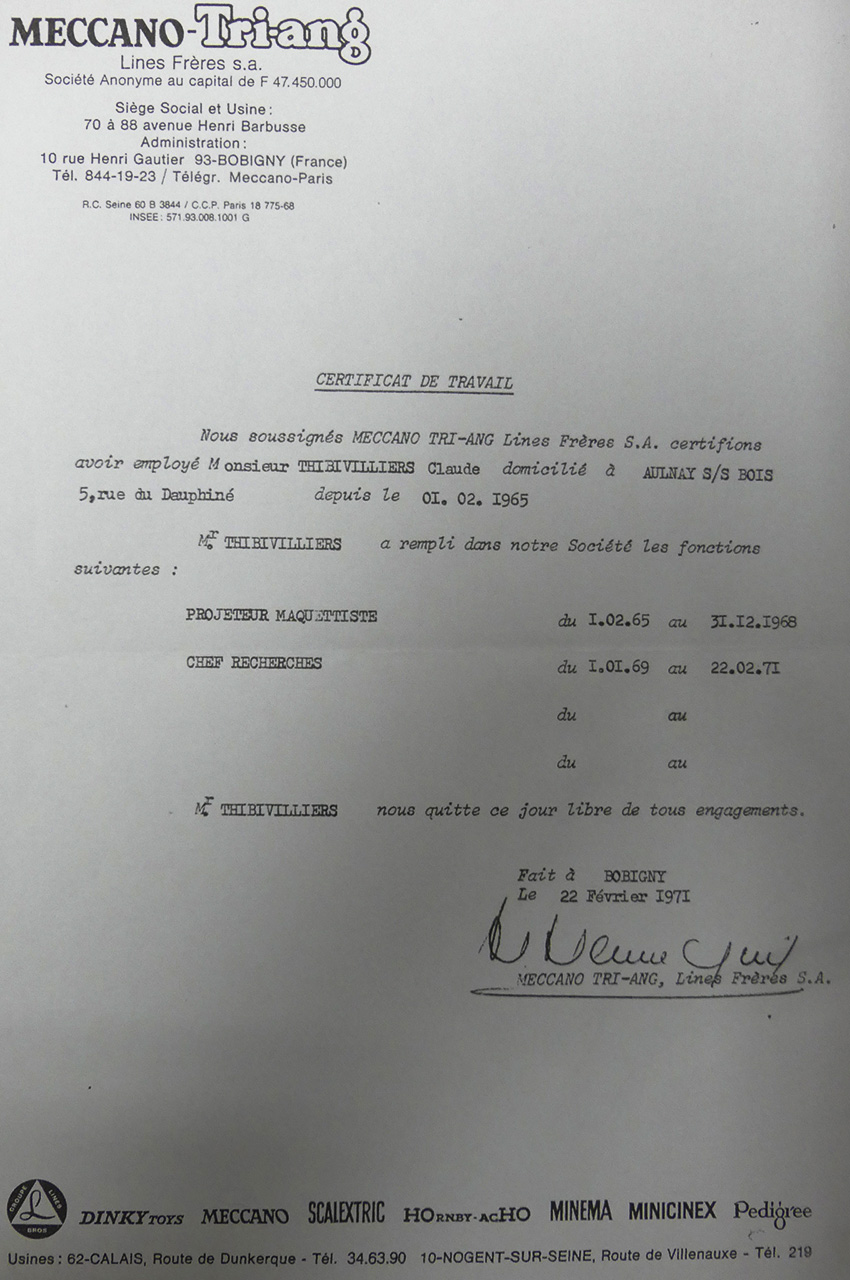 MECCANO-Tri-ang
Lines Frères s.a.
Société Anonyme au capital de F 47.450.000
Siège Social et Usine :
70 à 88 avenue Henri Barbusse
Administration :
10 rue Henri Gautier 93-BOBIGNY (France)
Tél. 844-19-23 / Télégr. Meccano-Paris
R.C. Seine 60 B 3844 / C.C.P. Paris 18 775-68
INSEE : 571.93.008.1001 G
CERTIFICAT DE TRAVAIL
Nous soussignés MECCANO TRI-ANG Lines Frères S.A. certifions
avoir employé Monsieur THIBIVILLIERS Claude domicilié à AULNAY S/S BOIS
5,rue du Dauphiné depuis le 0I. 02. I965
Mr. THIBIVILLIERS a rempli dans notre Société les fonctions
suivantes :
PROJETEUR MAQUETTISTE du I.02.65 au 3I.I2.I968
CHEF RECHERCHES du I.0I.69 au 22.02.7I
du au
du au
Mr. THIBIVILLIERS nous quitte ce jour libre de tous engagements.
Fait à BOBIGNY
Le 22 Février I97I
MECCANO TRI-ANG, Lines Frères S.A.
GROUPE LINES BROS
L
DINKY TOYS MECCANO SCALEXTRIC HORNBY-ACHO MINEMA MINICINEX Pedigree
Usines : 62-CALAIS, Route de Dunkerque - Tél. 34.63.90 10-NOGENT-SUR-SEINE, Route de Villenauxe - Tél. 219